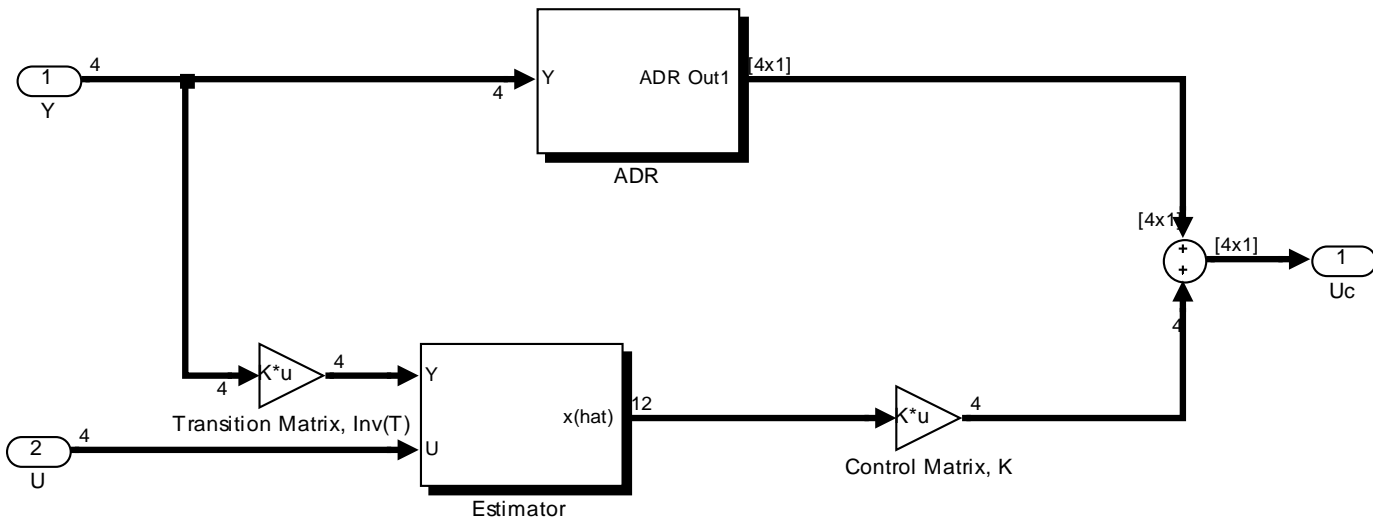 1
Y
4
4
Y
ADR Out1
ADR
[4x1]
[4x1]
+
+
[4x1]
1
Uc
4
4
K*u
4
Transition Matrix, Inv(T)
2
U
4
Y
U
x(hat)
Estimator
12
K*u
4
Control Matrix, K